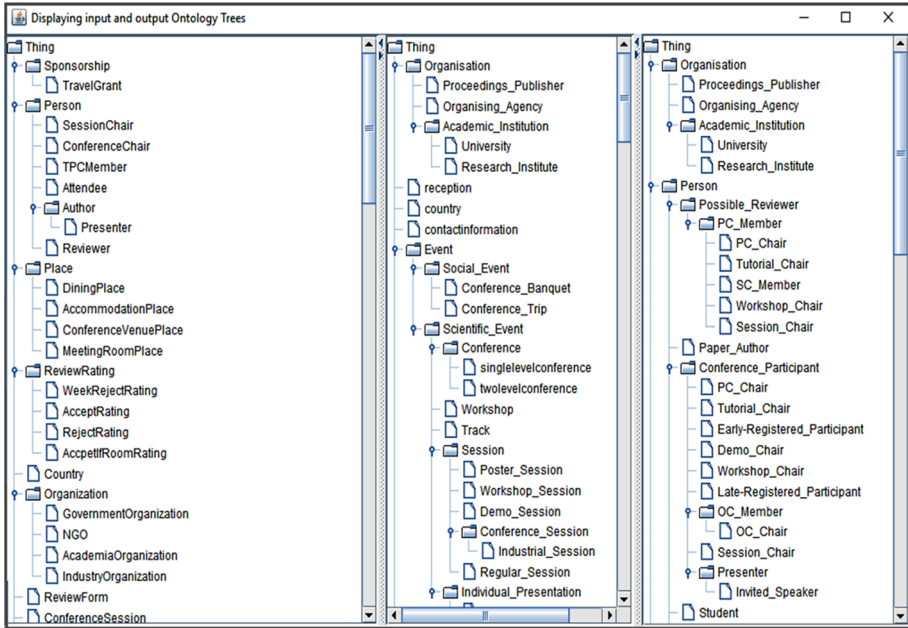 Displaying input and output Ontology Trees
Thing
Sponsorship
TravelGrant
Person
SessionChair
ConferenceChair
TPCMember
Attendee
Author
Presenter
Reviewer
Place
DiningPlace
AccommodationPlace
ConferenceVenuePlace
MeetingRoomPlace
ReviewRating
WeekRejectRating
AcceptRating
RejectRating
AccpetIfRoomRating
Country
Organization
GovernmentOrganization
NGO
AcademiaOrganization
IndustryOrganization
ReviewForm
ConferenceSession
Thing
Organisation
Proceedings_Publisher
Organising_Agency
Academic_Institution
University
Research_Institute
reception
country
contactinformation
Event
Social_Event
Conference_Banquet
Conference_Trip
Scientific_Event
Conference
singlelevelconference
twolevelconference
Workshop
Track
Session
Poster_Session
Workshop_Session
Demo_Session
Conference_Session
Industrial_Session
Regular_Session
Individual_Presentation
Thing
Organisation
Proceedings_Publisher
Organising_Agency
Academic_Institution
University
Research_Institute
Person
Possible_Reviewer
PC_Member
PC_Chair
Tutorial_Chair
SC_Member
Workshop_Chair
Session_Chair
Paper_Author
Conference_Participant
PC_Chair
Tutorial_Chair
Early-Registered_Participant
Demo_Chair
Workshop_Chair
Late-Registered_Participant
OC_Member
OC_Chair
Session_Chair
Presenter
Invited_Speaker
Student